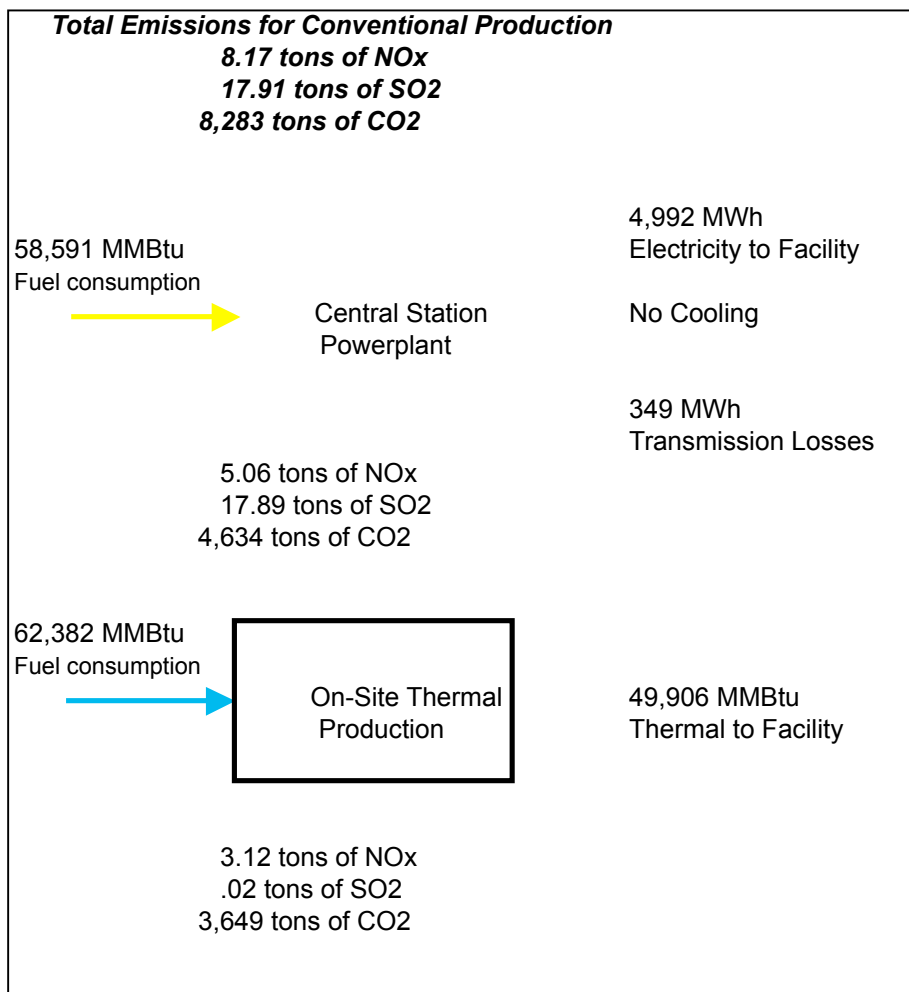 Total Emissions for Conventional Production
8.17 tons of NOx
17.91 tons of SO2
8,283 tons of CO2
4,992 MWh
Electricity to Facility
58,591 MMBtu
Fuel consumption
Central Station
Powerplant
No Cooling
349 MWh
Transmission Losses
5.06 tons of NOx
17.89 tons of SO2
4,634 tons of CO2
62,382 MMBtu
Fuel consumption
On-Site Thermal
Production
49,906 MMBtu
Thermal to Facility
3.12 tons of NOx
.02 tons of SO2
3,649 tons of CO2